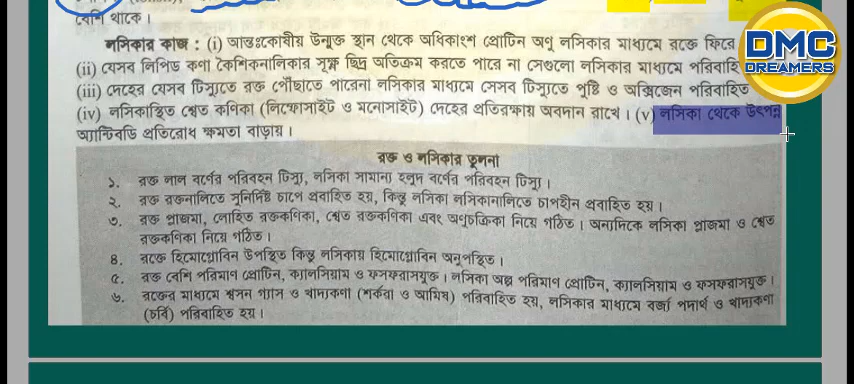 বেশি থাকে।
লসিকার কাজ : (i) আন্তঃকোষীয় উন্মুক্ত স্থান থেকে অধিকাংশ প্রোটিন অণু লসিকার মাধ্যমে রক্তে ফিরে
(ii) যেসব লিপিড কণা কৈশিকনালিকার সূক্ষ্ম ছিদ্র অতিক্রম করতে পারে না সেগুলো লসিকার মাধ্যমে পরিবাহি
(iii) দেহের যেসব টিস্যুতে রক্ত পৌঁছাতে পারেনা লসিকার মাধ্যমে সেসব টিস্যুতে পুষ্টি ও অক্সিজেন পরিবাহিত
(iv) লসিকাস্থিত শ্বেত কণিকা (লিম্ফোসাইট ও মনোসাইট) দেহের প্রতিরক্ষায় অবদান রাখে। (v) লসিকা থেকে উৎপন্ন
অ্যান্টিবডি প্রতিরোধ ক্ষমতা বাড়ায়।
রক্ত ও লসিকার তুলনা
১. রক্ত লাল বর্ণের পরিবহন টিস্যু, লসিকা সামান্য হলুদ বর্ণের পরিবহন টিস্যু।
২. রক্ত রক্তনালিতে সুনির্দিষ্ট চাপে প্রবাহিত হয়, কিন্তু লসিকা লসিকানালিতে চাপহীন প্রবাহিত হয়।
৩. রক্ত প্লাজমা, লোহিত রক্তকণিকা, শ্বেত রক্তকণিকা এবং অণুচক্রিকা নিয়ে গঠিত। অন্যদিকে লসিকা প্লাজমা ও শ্বেত
রক্তকণিকা নিয়ে গঠিত।
৪. রক্তে হিমোগ্লোবিন উপস্থিত কিন্তু লসিকায় হিমোগ্লোবিন অনুপস্থিত।
৫. রক্ত বেশি পরিমাণ প্রোটিন, ক্যালসিয়াম ও ফসফরাসযুক্ত। লসিকা অল্প পরিমাণ প্রোটিন, ক্যালসিয়াম ও ফসফরাসযুক্ত।
৬. রক্তের মাধ্যমে শ্বসন গ্যাস ও খাদ্যকণা (শর্করা ও আমিষ) পরিবাহিত হয়, লসিকার মাধ্যমে বর্জ্য পদার্থ ও খাদ্যকণা
(চর্বি) পরিবাহিত হয়।
DMC
DREAMERS